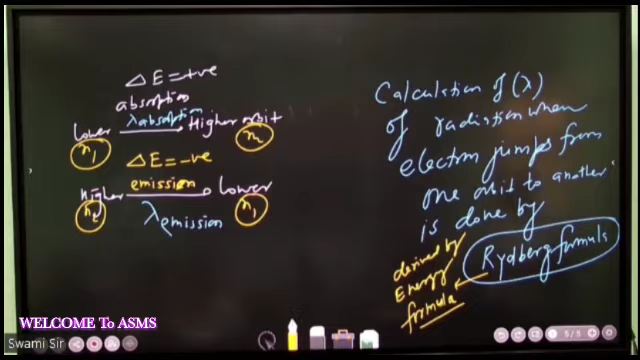 ΔE=+ve
absorption
λabsorption
Lower Higher orbit
n1 n2
ΔE=-ve
emission
Higher Lower
n2 n1
λemission
Calculation of (λ)
of radiation when
electron jumps from
one orbit to another
is done by
Rydberg formula
derived by
Energy
formula
WELCOME To ASMS
Swami Sir
5/5